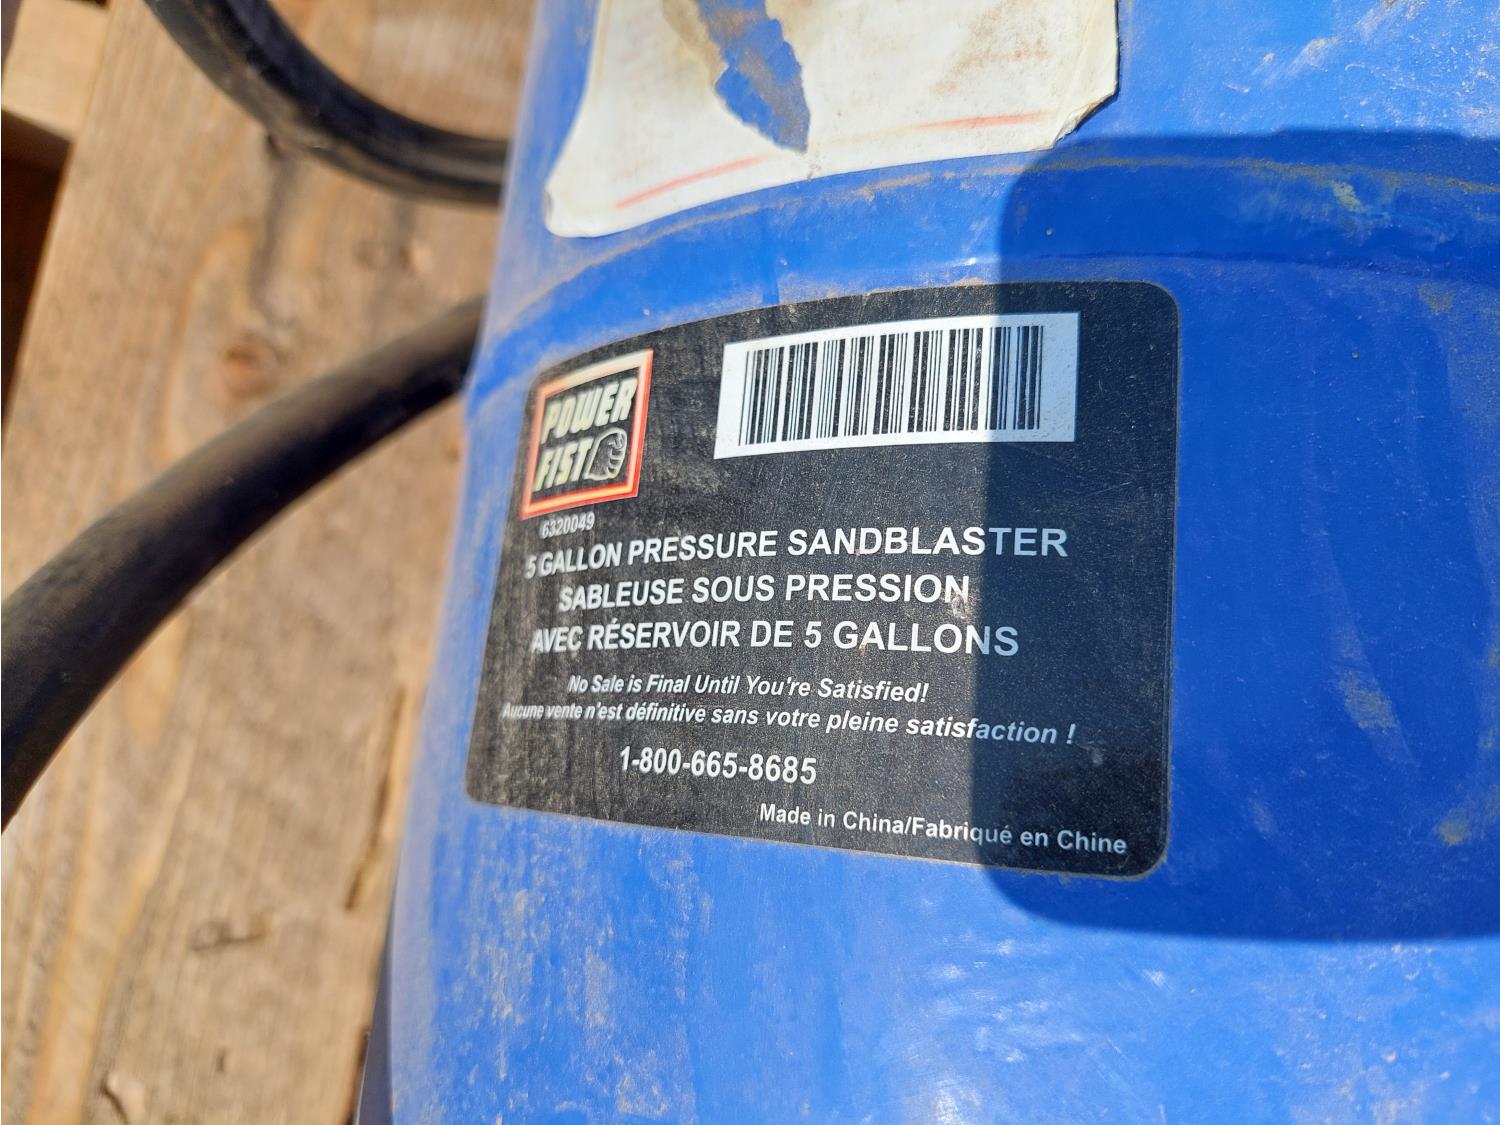 POWER
FIST
6320049
5 GALLON PRESSURE SANDBLASTER
SABLEUSE SOUS PRESSION
AVEC RÉSERVOIR DE 5 GALLONS
No Sale is Final Until You're Satisfied!
Aucune vente n'est définitive sans votre pleine satisfaction !
1-800-665-8685
Made in China/Fabriqué en Chine